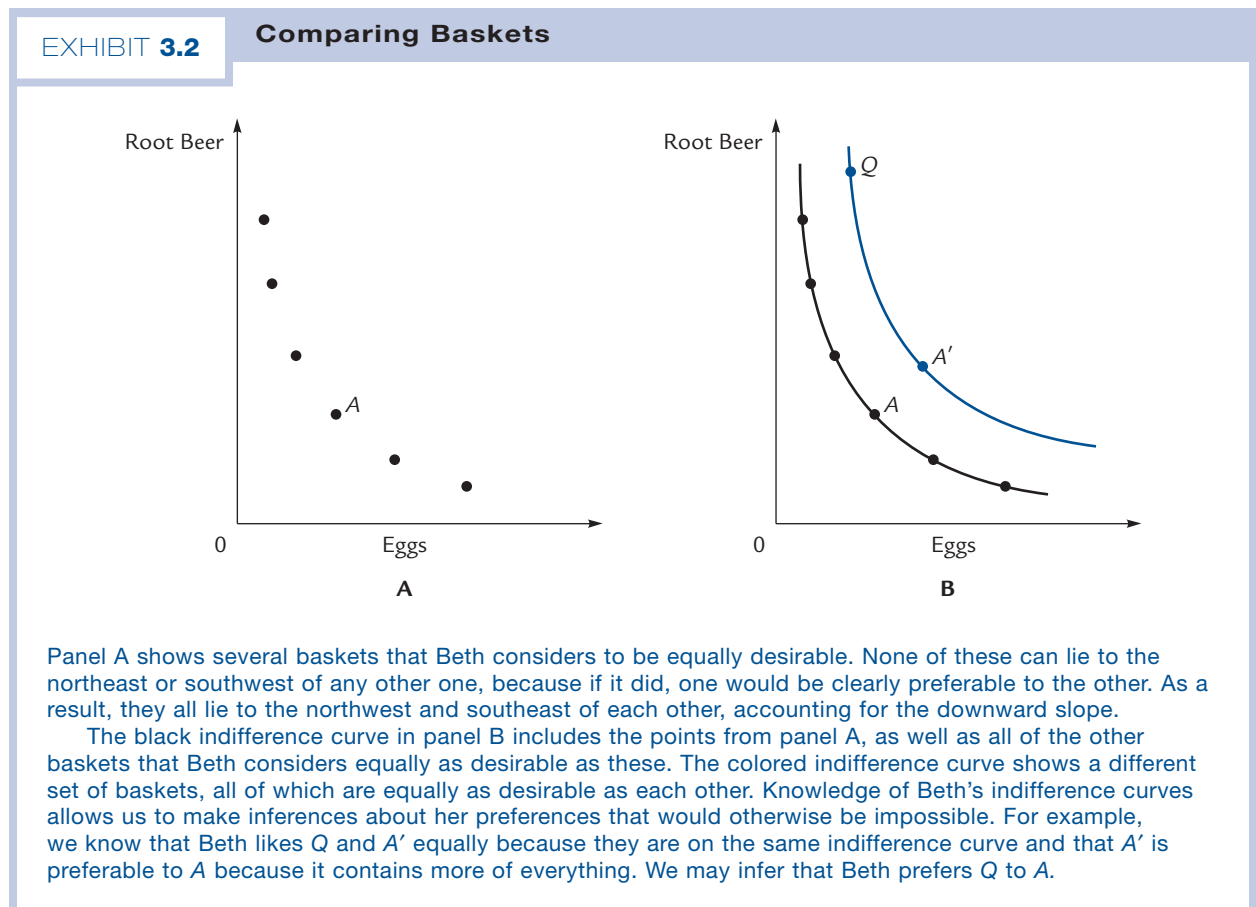 EXHIBIT 3.2
Comparing Baskets
Root Beer
A
0
Eggs
A
Root Beer
Q
A′
A
0
Eggs
B
Panel A shows several baskets that Beth considers to be equally desirable. None of these can lie to the
northeast or southwest of any other one, because if it did, one would be clearly preferable to the other. As a
result, they all lie to the northwest and southeast of each other, accounting for the downward slope.
The black indifference curve in panel B includes the points from panel A, as well as all of the other
baskets that Beth considers equally as desirable as these. The colored indifference curve shows a different
set of baskets, all of which are equally as desirable as each other. Knowledge of Beth’s indifference curves
allows us to make inferences about her preferences that would otherwise be impossible. For example,
we know that Beth likes Q and A′ equally because they are on the same indifference curve and that A′ is
preferable to A because it contains more of everything. We may infer that Beth prefers Q to A.